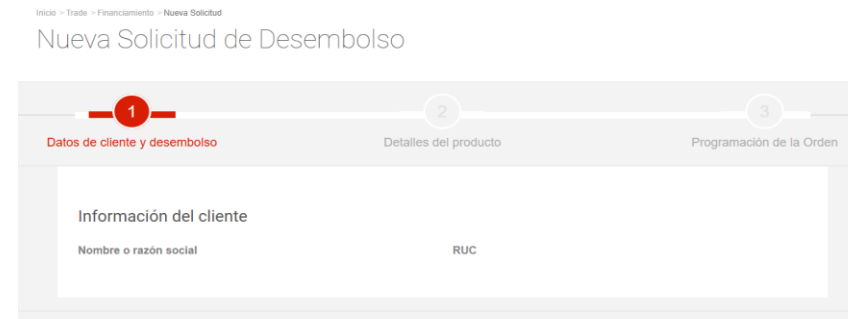 Inicio > Trade > Financiamiento > Nueva Solicitud
Nueva Solicitud de Desembolso
1 2 3
Datos de cliente y desembolso Detalles del producto Programación de la Orden
Información del cliente
Nombre o razón social RUC